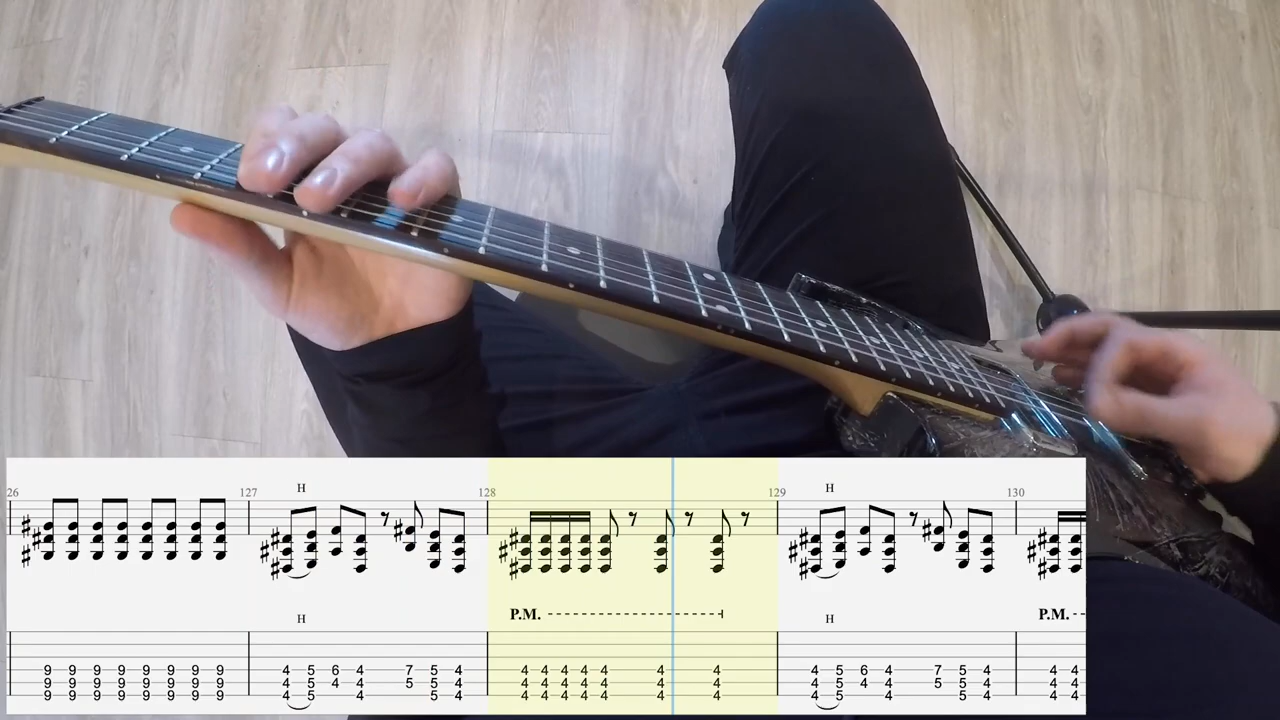 26 127 128 129 130
H H
P.M. P.M.
H H
9 9 9 9 9 9 9 9 4 5 6 4 7 5 4 4 4 4 4 4 4 4 4 5 6 4 7 5 4 4 4
9 9 9 9 9 9 9 9 4 5 4 4 5 5 4 4 4 4 4 4 4 4 4 5 4 4 5 5 4 4 4
9 9 9 9 9 9 9 9 4 5 4 5 4 4 4 4 4 4 4 4 4 5 4 5 4 4 4